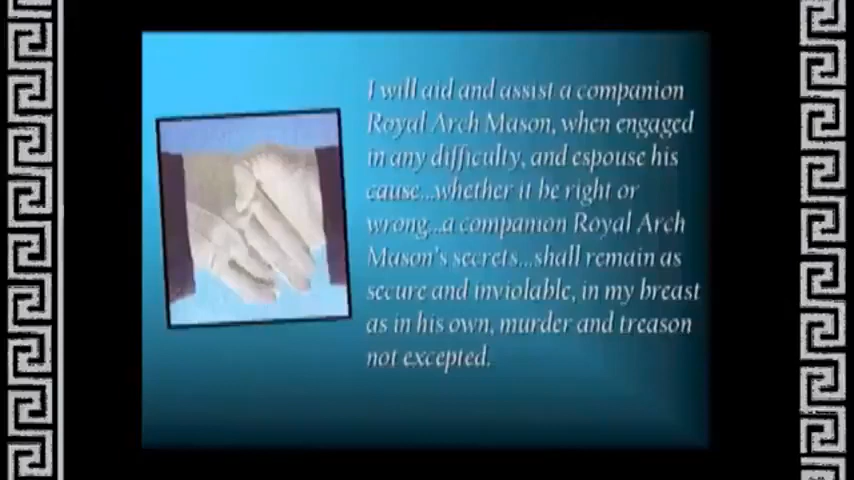 I will aid and assist a companion
Royal Arch Mason, when engaged
in any difficulty, and espouse his
cause...whether it be right or
wrong...a companion Royal Arch
Mason's secrets...shall remain as
secure and inviolable, in my breast
as in his own, murder and treason
not excepted.